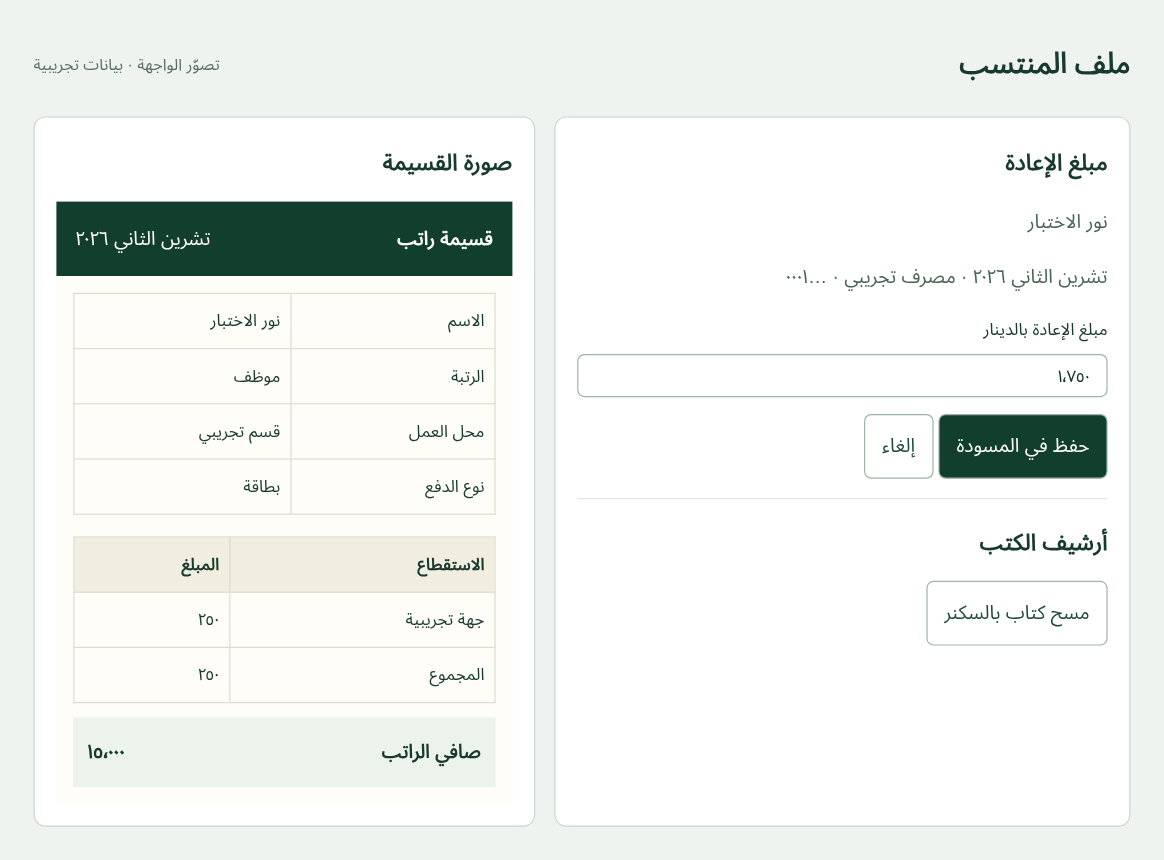 ملف المنتسب
تصوّر الواجهة · بيانات تجريبية
مبلغ الإعادة
نور الاختبار
تشرين الثاني ٢٠٢٦ · مصرف تجريبي · …٠٠٠١
مبلغ الإعادة بالدينار
١٬٧٥٠
حفظ في المسودة
إلغاء
أرشيف الكتب
مسح كتاب بالسكنر
صورة القسيمة
قسيمة راتب
تشرين الثاني ٢٠٢٦
الاسم نور الاختبار
الرتبة موظف
محل العمل قسم تجريبي
نوع الدفع بطاقة
الاستقطاع المبلغ
جهة تجريبية ٢٥٠
المجموع ٢٥٠
صافي الراتب ١٥٬٠٠٠